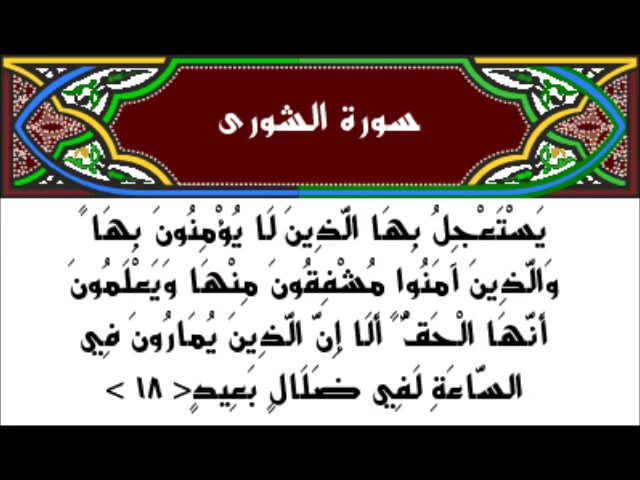 سورة الشورى
يَسْتَعْجِلُ بِهَا الَّذِينَ لَا يُؤْمِنُونَ بِهَا ً
وَالَّذِينَ آمَنُوا مُشْفِقُونَ مِنْهَا وَيَعْلَمُونَ
أَنَّهَا الْحَقُّ ً أَلَا إِنَّ الَّذِينَ يُمَارُونَ فِي
السَّاعَةِ لَفِي ضَلَالٍ بَعِيدٍ< ١٨ >